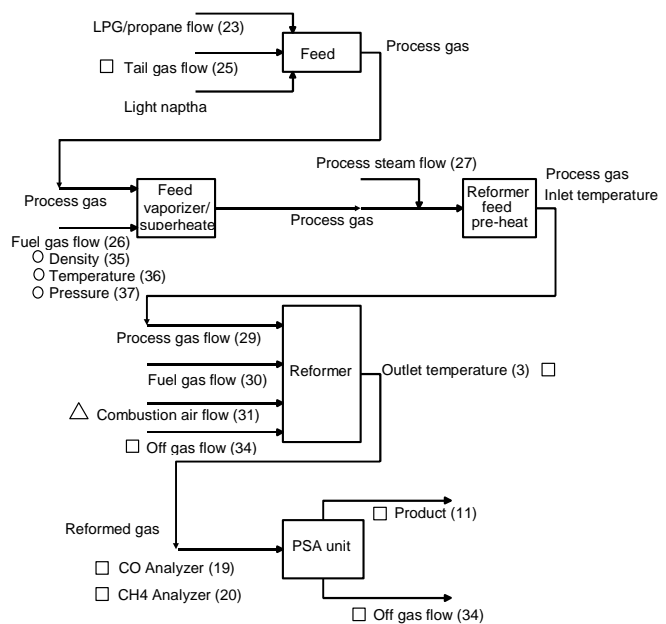 LPG/propane flow (23)
Feed
Process gas
Tail gas flow (25)
Light naptha
Process steam flow (27)
Process gas
Inlet temperature
Feed
vaporizer/
superheate
Reformer
feed
pre-heat
Process gas
Process gas
Fuel gas flow (26)
Density (35)
Temperature (36)
Pressure (37)
Process gas flow (29)
Fuel gas flow (30)
Reformer
Outlet temperature (3)
Combustion air flow (31)
Off gas flow (34)
Product (11)
Reformed gas
PSA unit
CO Analyzer (19)
CH4 Analyzer (20)
Off gas flow (34)